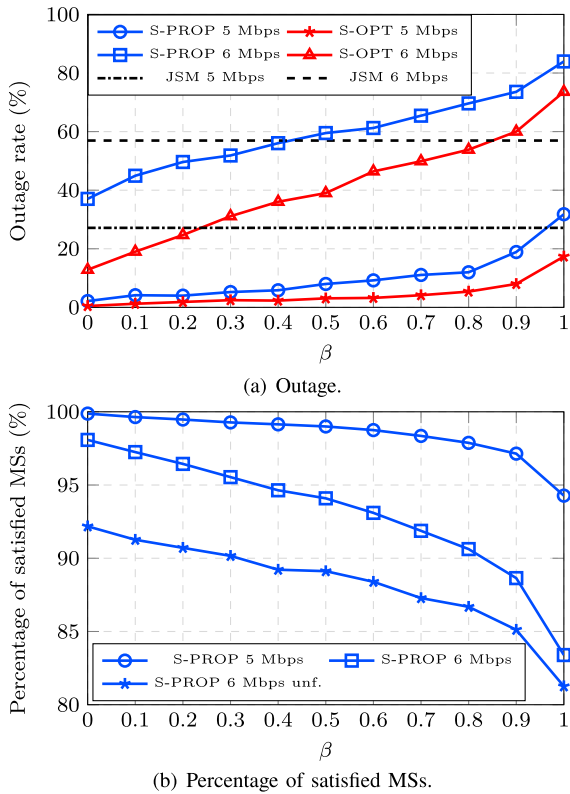 S-PROP 5 Mbps S-OPT 5 Mbps
S-PROP 6 Mbps S-OPT 6 Mbps
JSM 5 Mbps JSM 6 Mbps
Outage rate (%)
100
80
60
40
20
0
0 0.1 0.2 0.3 0.4 0.5 0.6 0.7 0.8 0.9 1
β
(a) Outage.
Percentage of satisfied MSs (%)
100
95
90
85
80
S-PROP 5 Mbps S-PROP 6 Mbps
S-PROP 6 Mbps unf.
0 0.1 0.2 0.3 0.4 0.5 0.6 0.7 0.8 0.9 1
β
(b) Percentage of satisfied MSs.